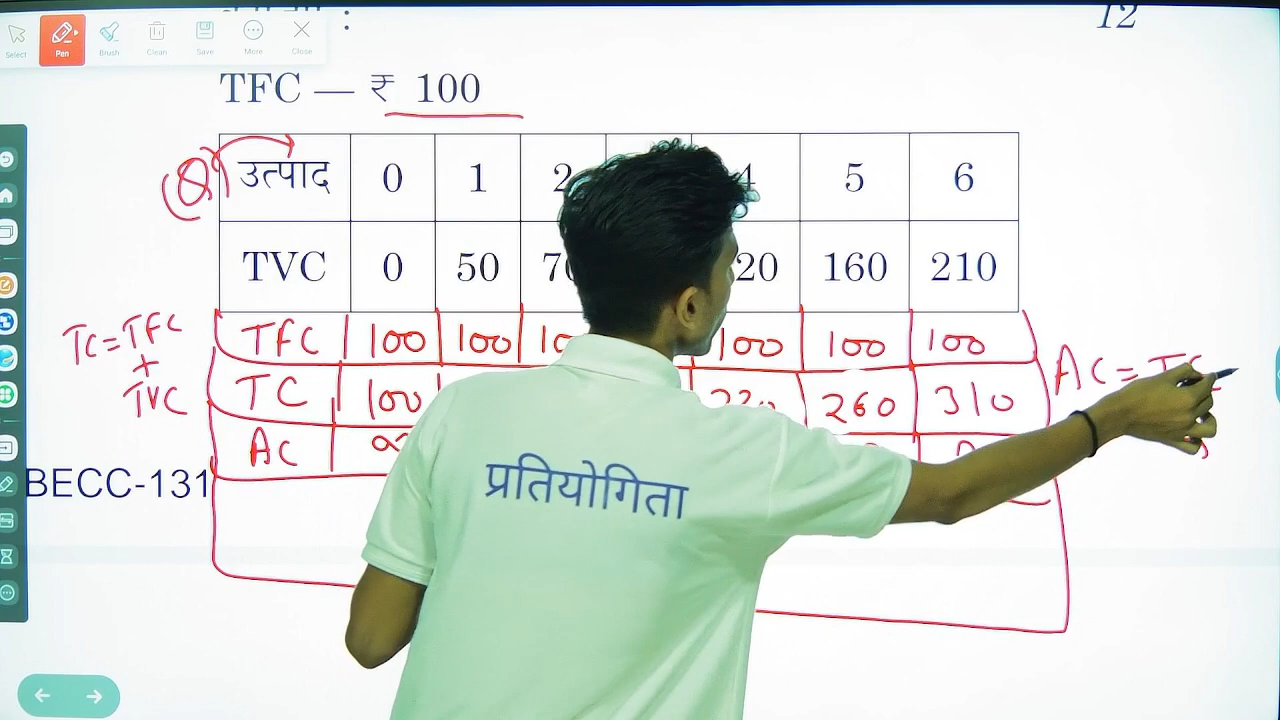 12
Select Pen Brush Clean Save More Close
TFC — ₹ 100
Q
उत्पाद 0 1 2 4 5 6
TVC 0 50 160 210
TFC 100 100 100 100 100
TC = TFC + TVC
TC 100 260 310
AC =
AC
BECC-131
प्रतियोगिता